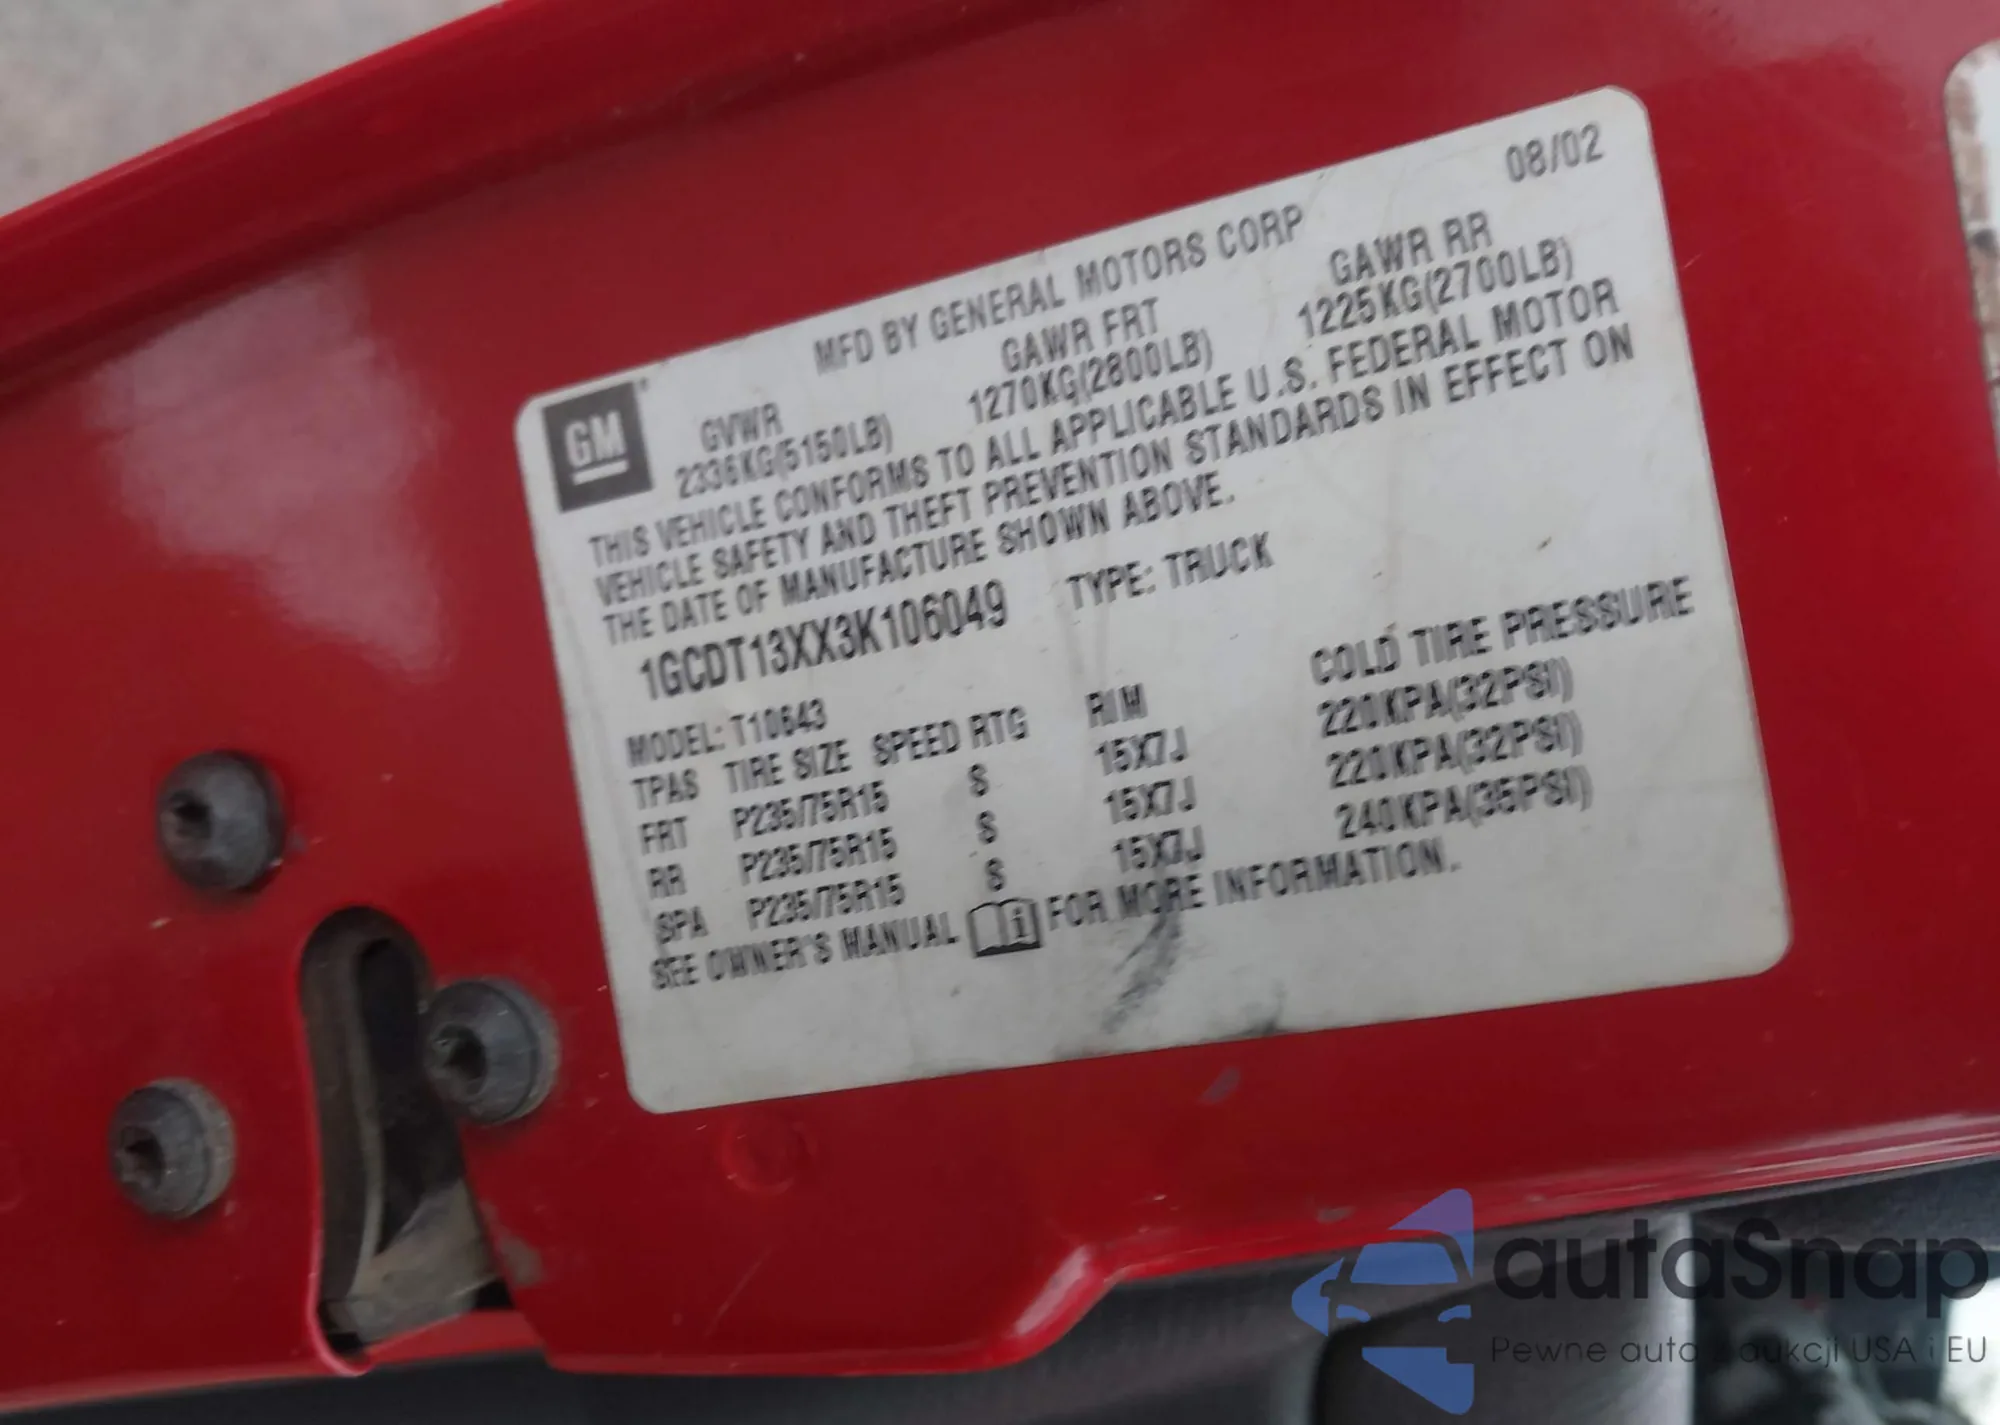 08/02
MFD BY GENERAL MOTORS CORP
GM
GVWR GAWR FRT GAWR RR
2336KG(5150LB) 1270KG(2800LB) 1225KG(2700LB)
THIS VEHICLE CONFORMS TO ALL APPLICABLE U.S. FEDERAL MOTOR
VEHICLE SAFETY AND THEFT PREVENTION STANDARDS IN EFFECT ON
THE DATE OF MANUFACTURE SHOWN ABOVE.
1GCDT13XX3K106049 TYPE: TRUCK
MODEL: T10643
TPAS TIRE SIZE SPEED RTG RIM COLD TIRE PRESSURE
FRT P235/75R15 S 15X7J 220KPA(32PSI)
RR P235/75R15 S 15X7J 220KPA(32PSI)
SPA P235/75R15 S 15X7J 240KPA(35PSI)
SEE OWNER'S MANUAL FOR MORE INFORMATION.
autaSnap
Pewne auta z aukcji USA i EU